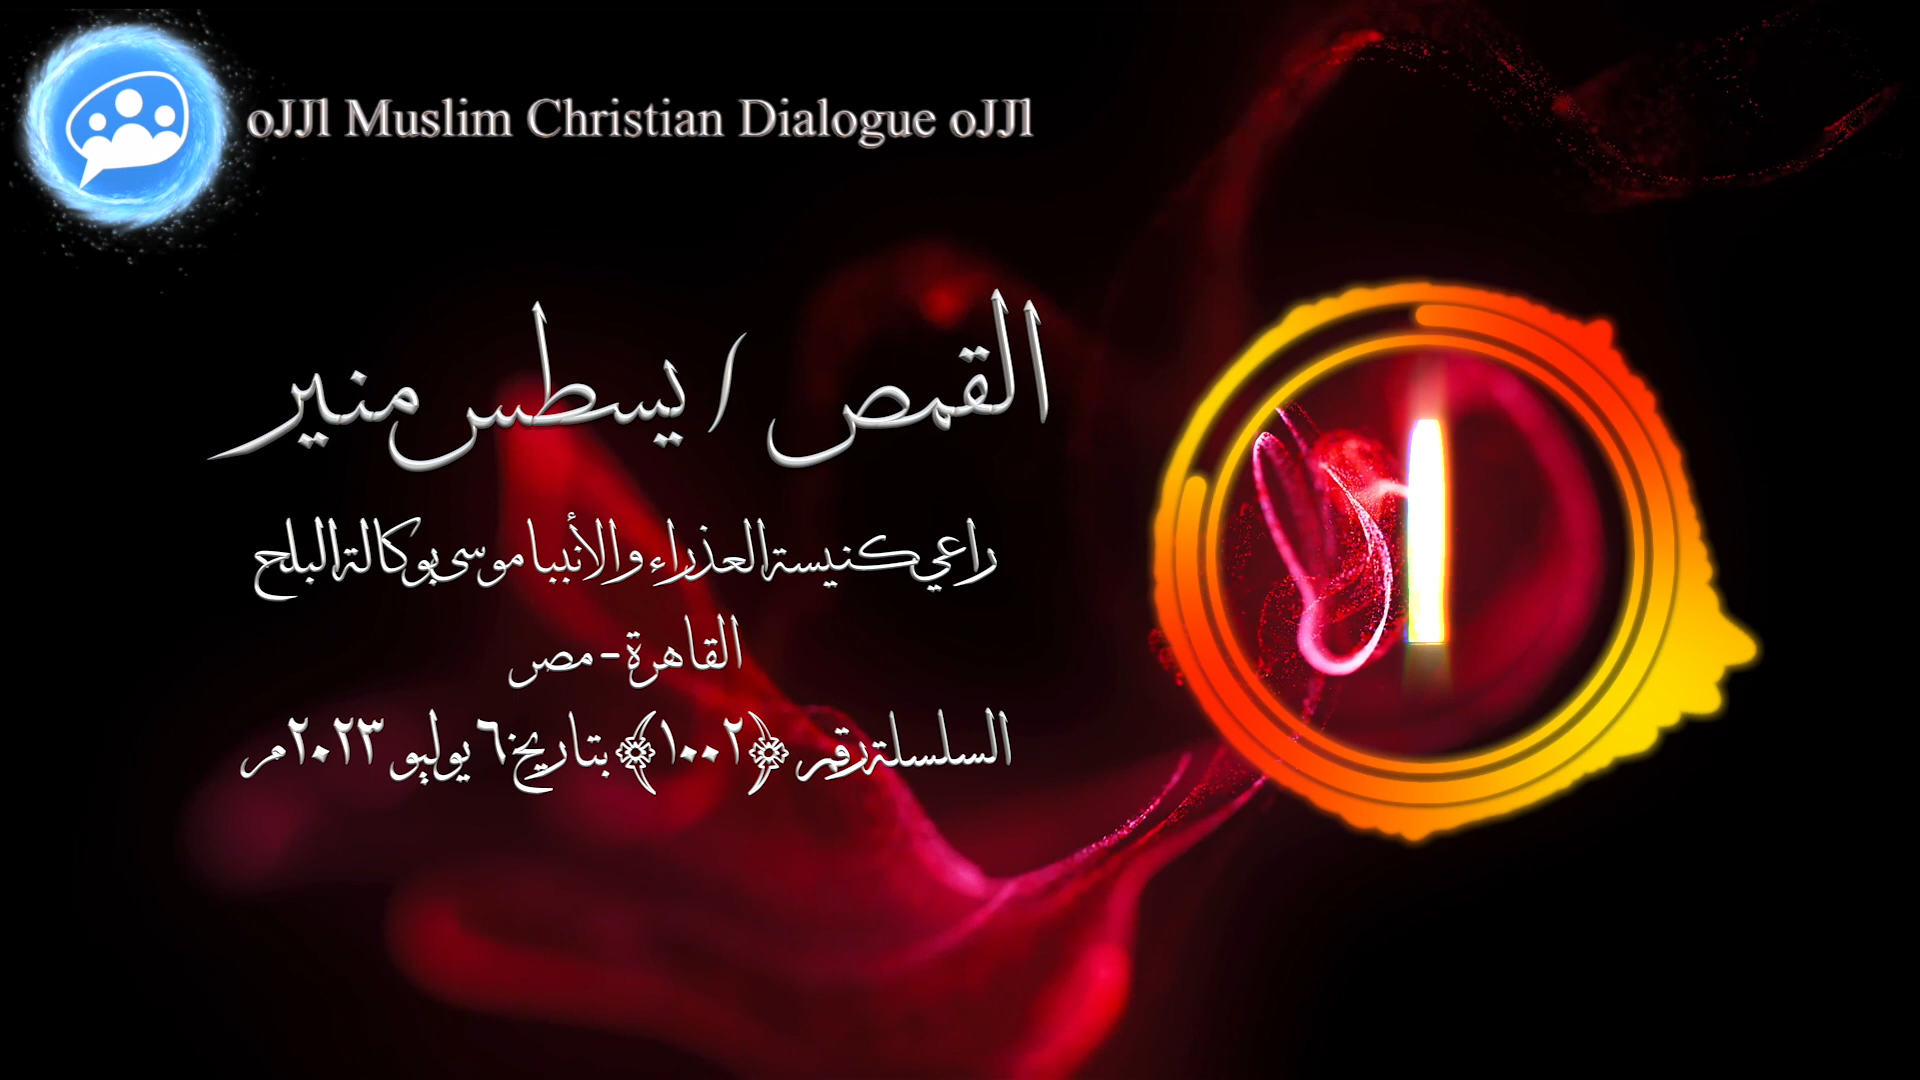 oJJl Muslim Christian Dialogue oJJl
القمص / يسطس منير
راعي كنيسة العذراء والأنبا موسى بوكالة البلح
القاهرة - مصر
السلسلة رقم ﴿١٠٠٢﴾ بتاريخ ٦ يوليو ٢٠٢٣م
١